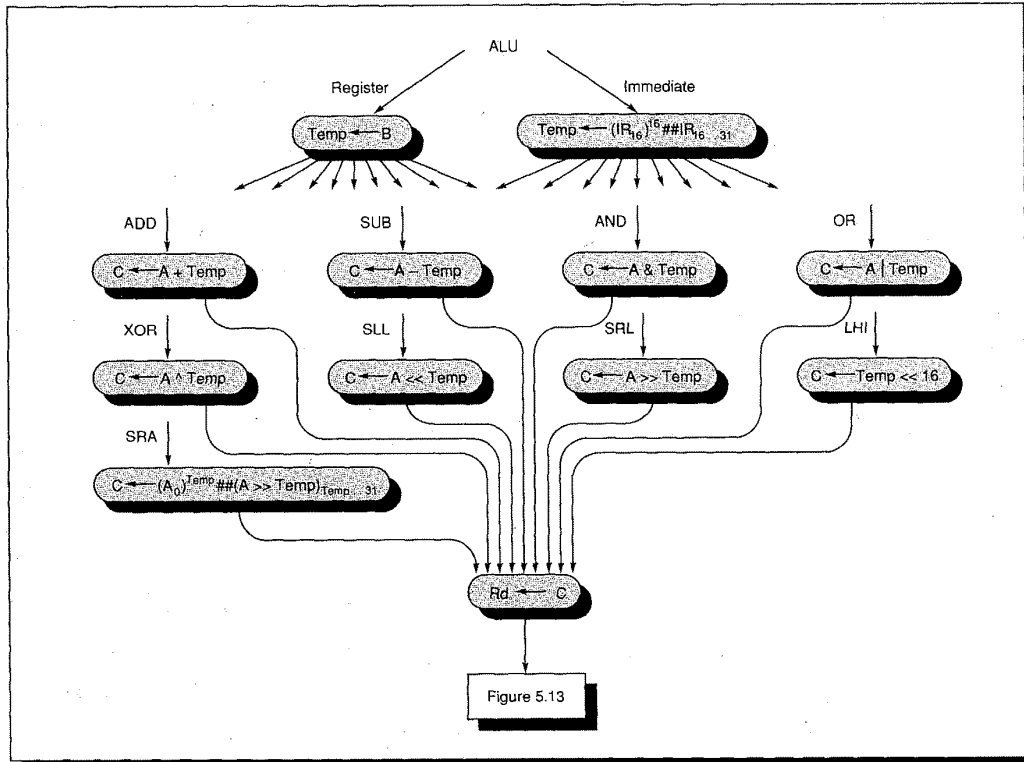 ALU
Register
Immediate
Temp ← B
Temp ← (IR₁₆)¹⁶##IR₁₆ .. 31
ADD
SUB
AND
OR
C ← A + Temp
C ← A – Temp
C ← A & Temp
C ← A | Temp
XOR
SLL
SRL
LHI
C ← A ^ Temp
C ← A << Temp
C ← A >> Temp
C ← Temp << 16
SRA
C ← (A₀)ᵀᵉᵐᵖ##(A >> Temp)Temp .. 31
Rd ← C
Figure 5.13